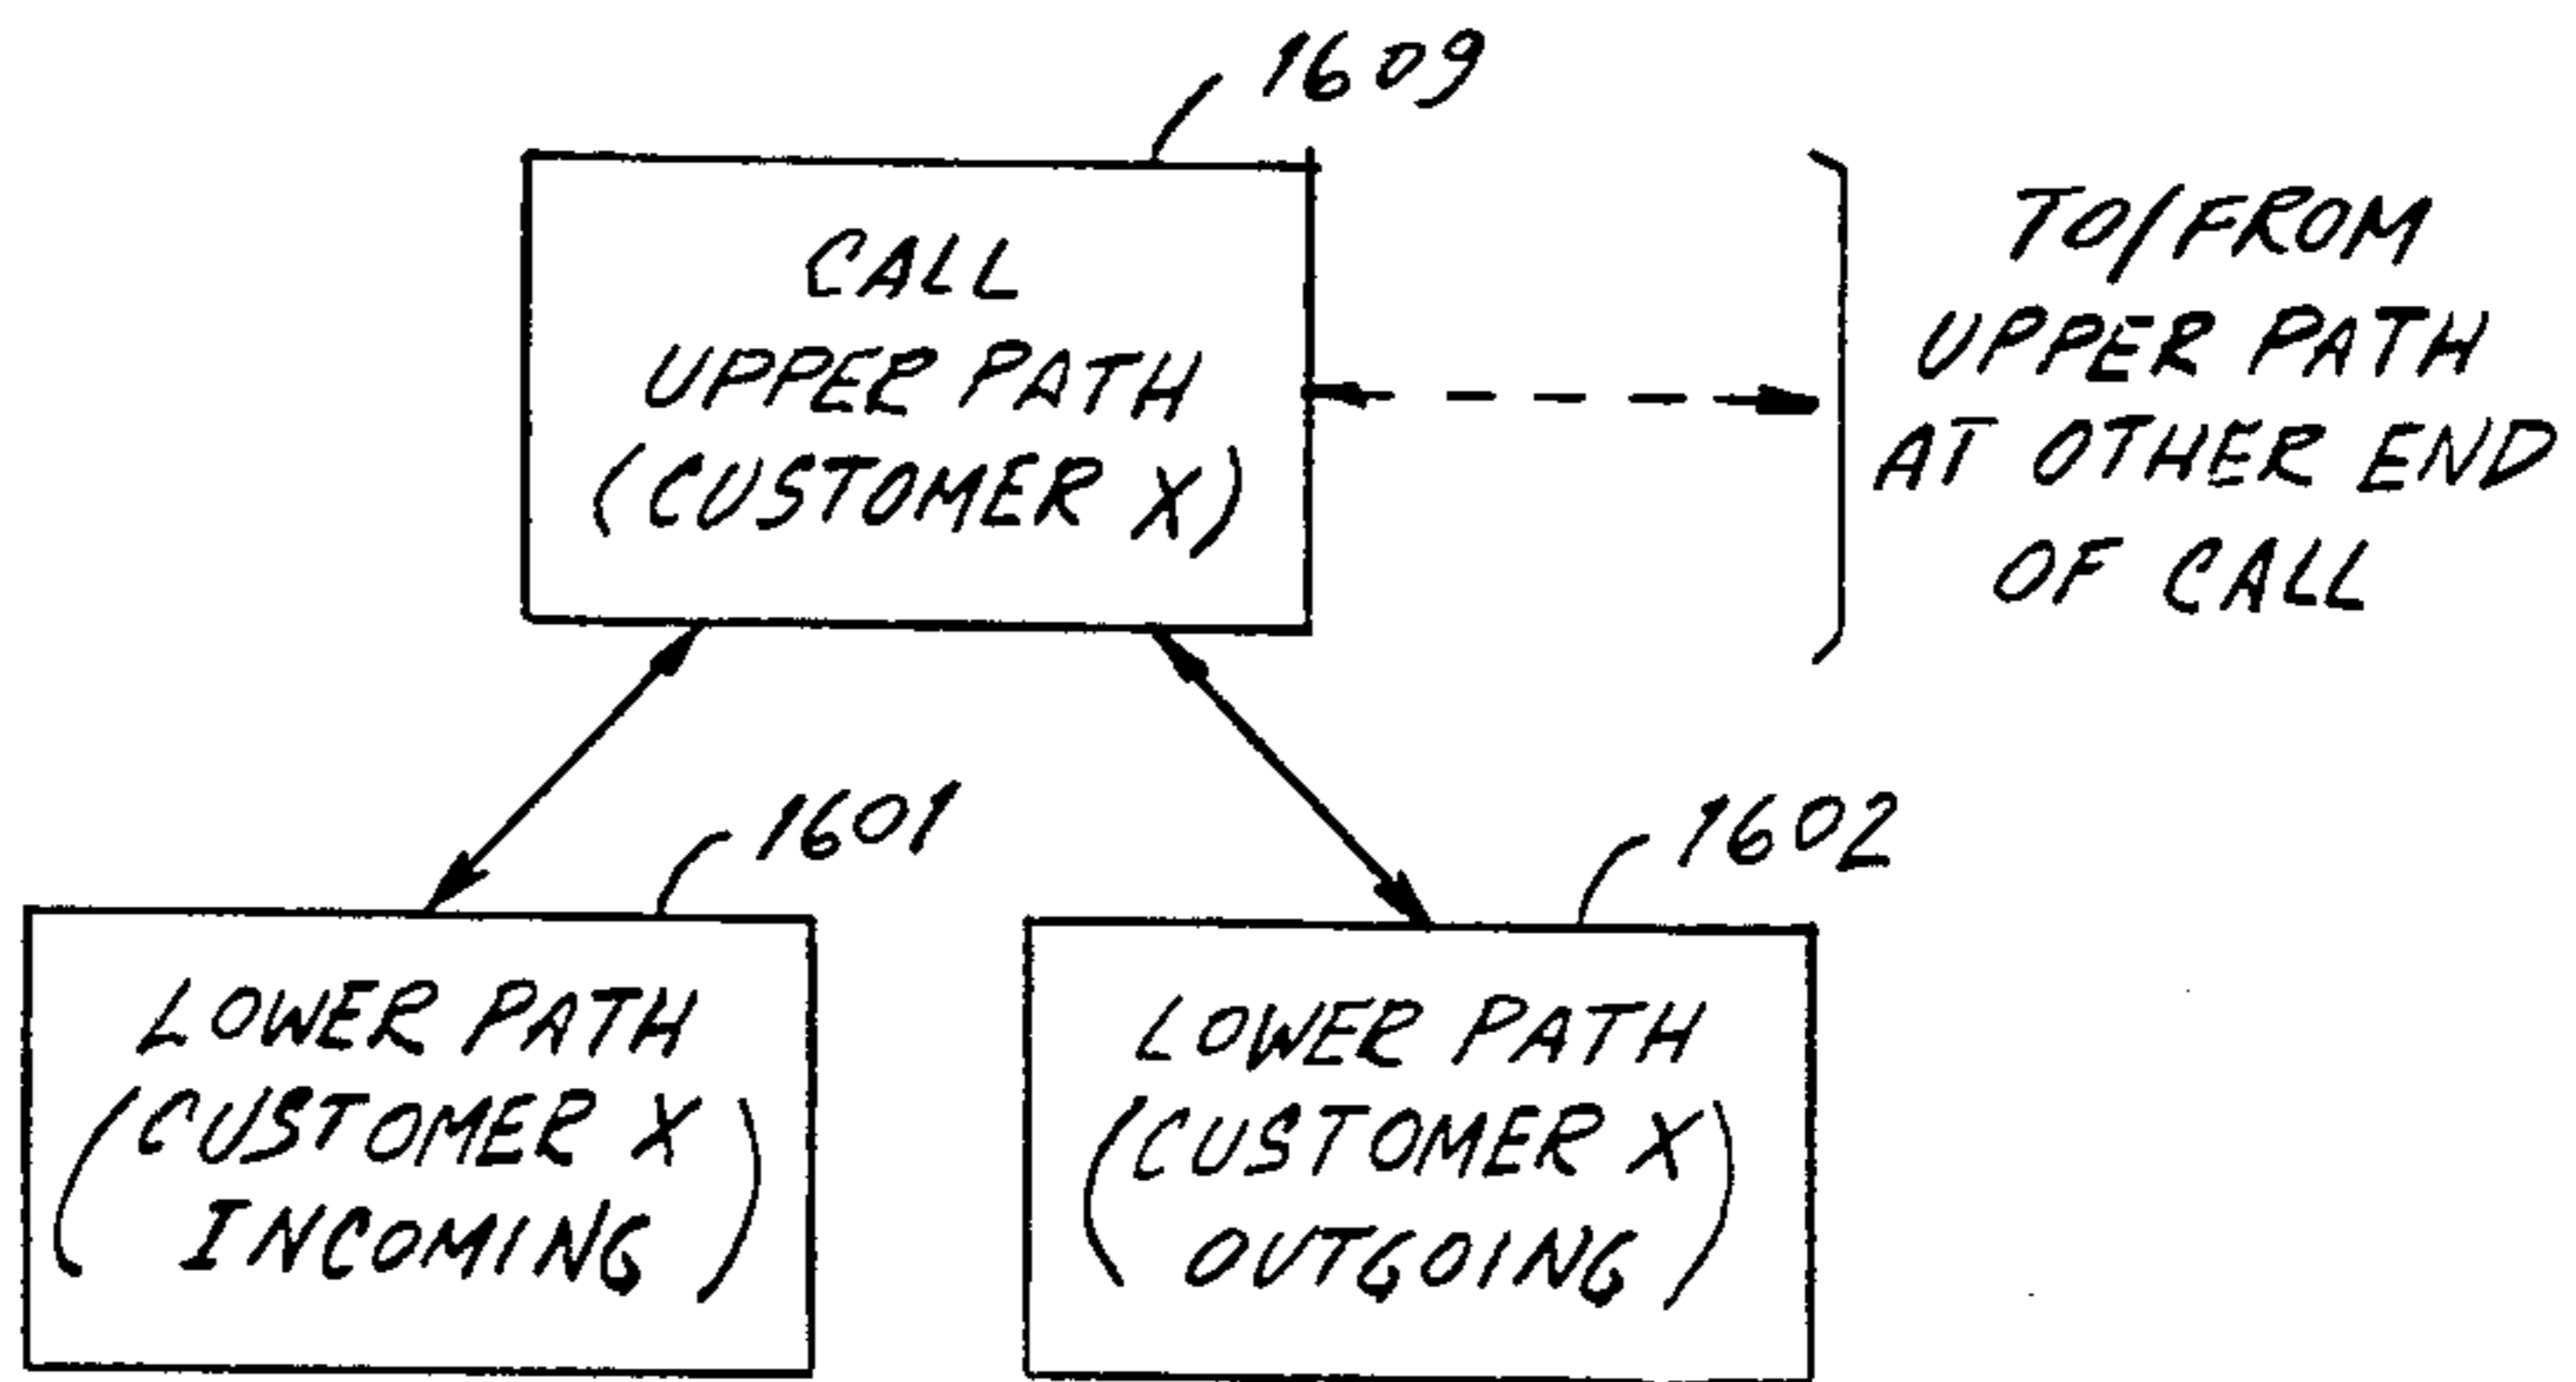 1609
CALL
UPPER PATH
(CUSTOMER X)
TO/FROM
UPPER PATH
AT OTHER END
OF CALL
1601
LOWER PATH
(CUSTOMER X
INCOMING)
1602
LOWER PATH
(CUSTOMER X
OUTGOING)